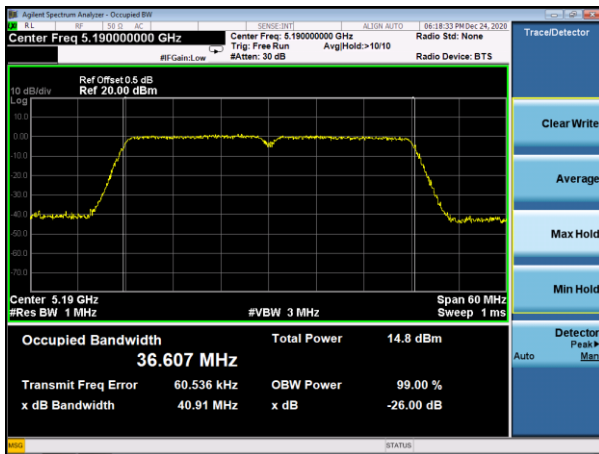 Agilent Spectrum Analyzer - Occupied BW
RL RF 50 Ω AC SENSE:INT ALIGN AUTO 06:18:33 PM Dec 24, 2020
Center Freq 5.190000000 GHz
Center Freq: 5.190000000 GHz
Radio Std: None
Trig: Free Run Avg|Hold:>10/10
#IFGain:Low #Atten: 30 dB Radio Device: BTS
Ref Offset 0.5 dB
10 dB/div Ref 20.00 dBm
Log
10.0
0.00
-10.0
-20.0
-30.0
-40.0
-50.0
-60.0
-70.0
Center 5.19 GHz Span 60 MHz
#Res BW 1 MHz #VBW 3 MHz Sweep 1 ms
Occupied Bandwidth Total Power 14.8 dBm
36.607 MHz
Transmit Freq Error 60.536 kHz OBW Power 99.00 %
x dB Bandwidth 40.91 MHz x dB -26.00 dB
MSG STATUS
Trace/Detector
Clear Write
Average
Max Hold
Min Hold
Detector
Peak
Auto Man